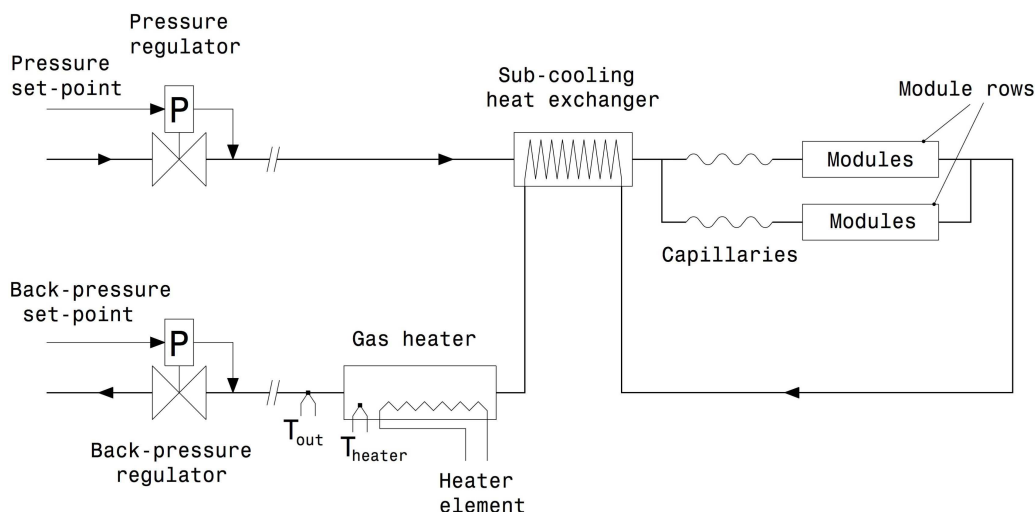 Pressure
regulator
Pressure
set-point
P
Sub-cooling
heat exchanger
Module rows
Modules
Modules
Capillaries
Back-pressure
set-point
P
Gas heater
Tout
Theater
Back-pressure
regulator
Heater
element